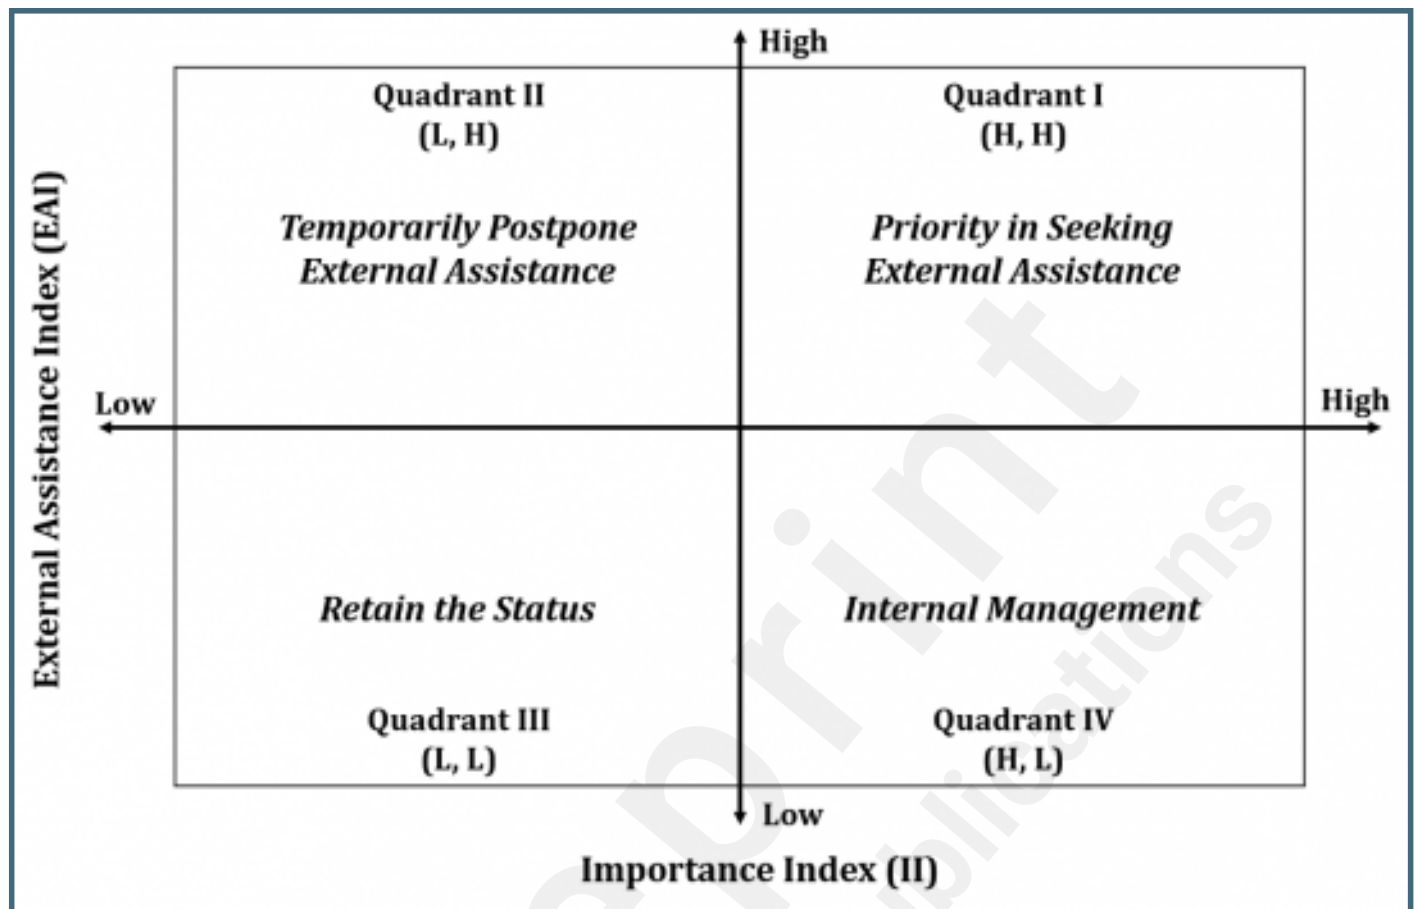 High
Quadrant II
(L, H)
Quadrant I
(H, H)
Temporarily Postpone
External Assistance
Priority in Seeking
External Assistance
External Assistance Index (EAI)
Low
High
Retain the Status
Internal Management
Quadrant III
(L, L)
Quadrant IV
(H, L)
Low
Importance Index (II)